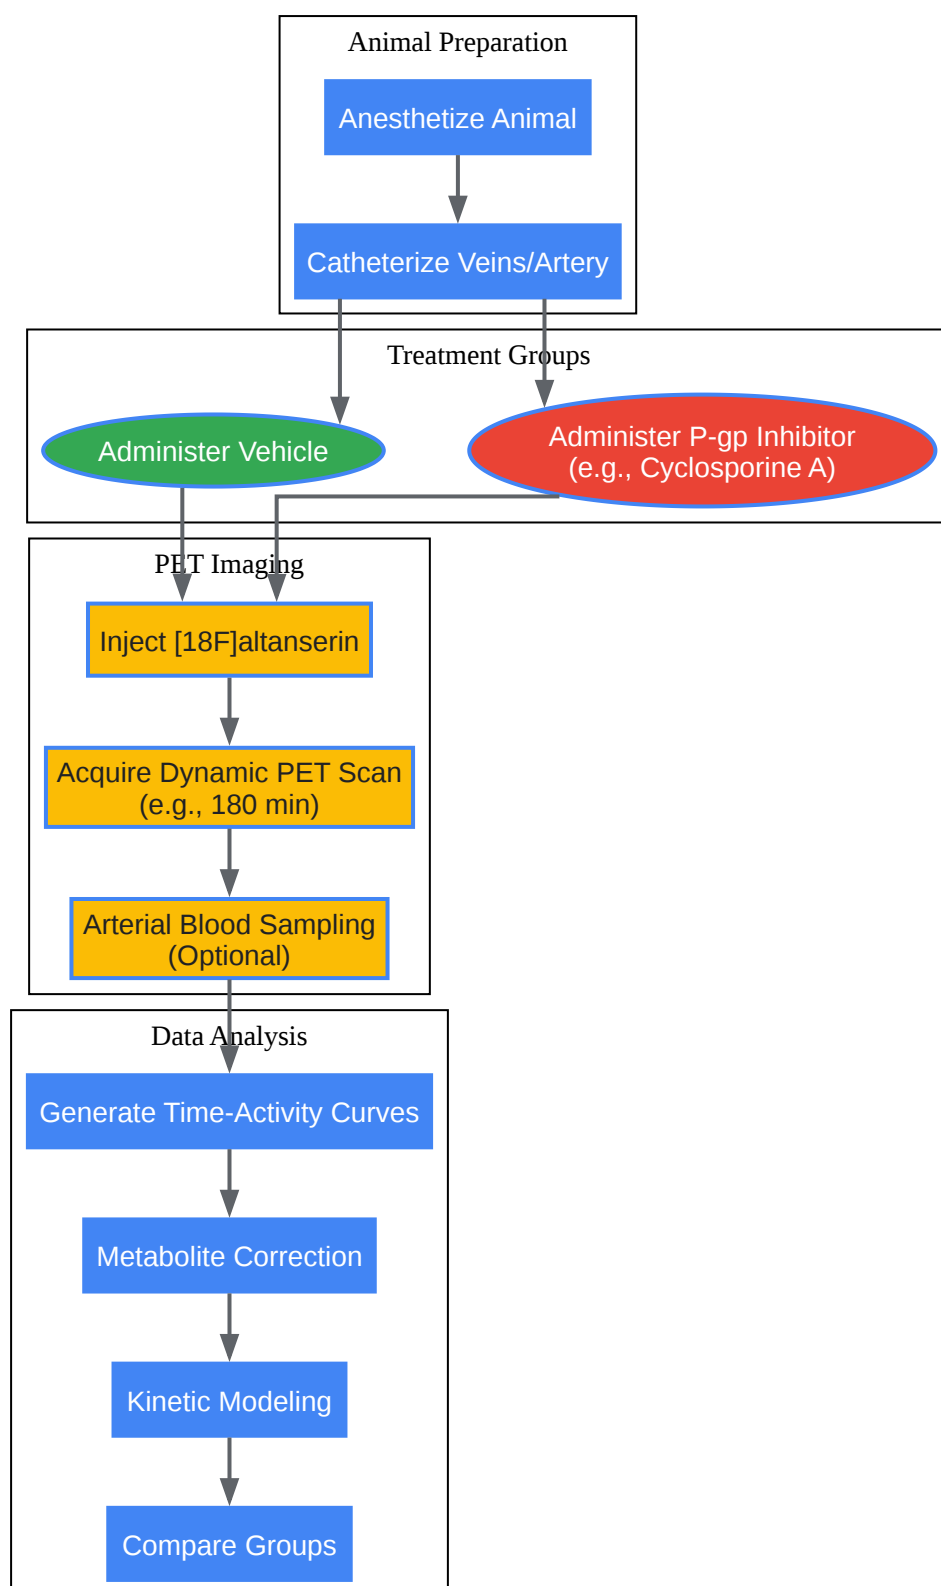 Animal Preparation
Anesthetize Animal
Catheterize Veins/Artery
Treatment Groups
Administer Vehicle
Administer P-gp Inhibitor
(e.g., Cyclosporine A)
PET Imaging
Inject [18F]altanserin
Acquire Dynamic PET Scan
(e.g., 180 min)
Arterial Blood Sampling
(Optional)
Data Analysis
Generate Time-Activity Curves
Metabolite Correction
Kinetic Modeling
Compare Groups